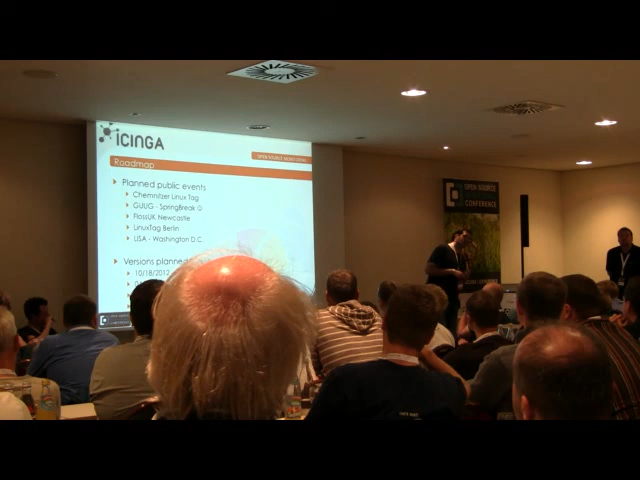 ICINGA
OPEN SOURCE MONITORING
Roadmap
Planned public events
Chemnitzer Linux Tag
GUUG - SpringBreak ☺
FlossUK Newcastle
LinuxTag Berlin
LISA - Washington D.C.
Versions planned
10/18/2012
OPEN SOURCE
CONFERENCE